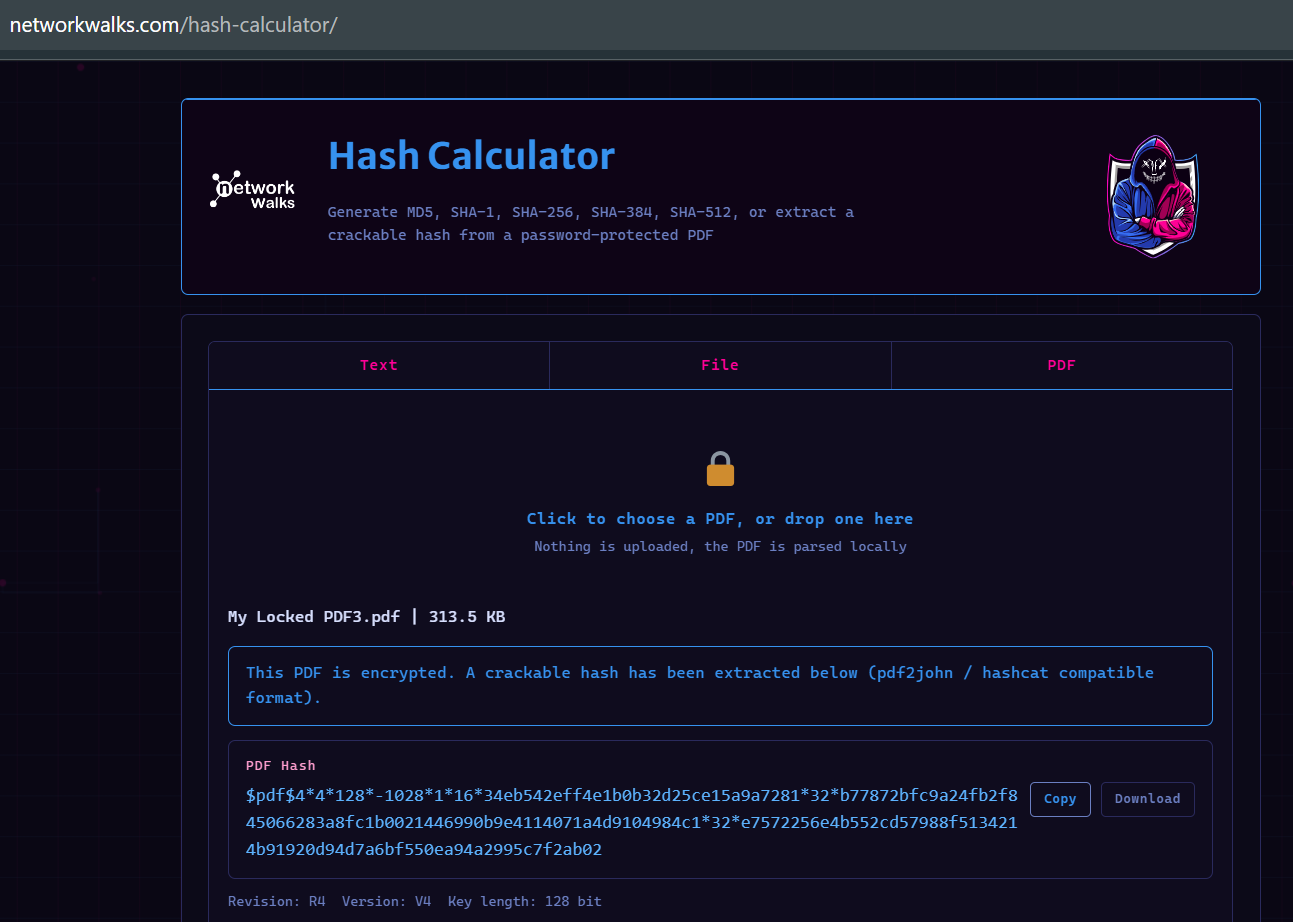 networkwalks.com/hash-calculator/
network
Walks
Hash Calculator
Generate MD5, SHA-1, SHA-256, SHA-384, SHA-512, or extract a
crackable hash from a password-protected PDF
Text File PDF
Click to choose a PDF, or drop one here
Nothing is uploaded, the PDF is parsed locally
My Locked PDF3.pdf | 313.5 KB
This PDF is encrypted. A crackable hash has been extracted below (pdf2john / hashcat compatible
format).
PDF Hash
$pdf$4*4*128*-1028*1*16*34eb542eff4e1b0b32d25ce15a9a7281*32*b77872bfc9a24fb2f8
45066283a8fc1b0021446990b9e4114071a4d9104984c1*32*e7572256e4b552cd57988f513421
4b91920d94d7a6bf550ea94a2995c7f2ab02
Copy Download
Revision: R4 Version: V4 Key length: 128 bit